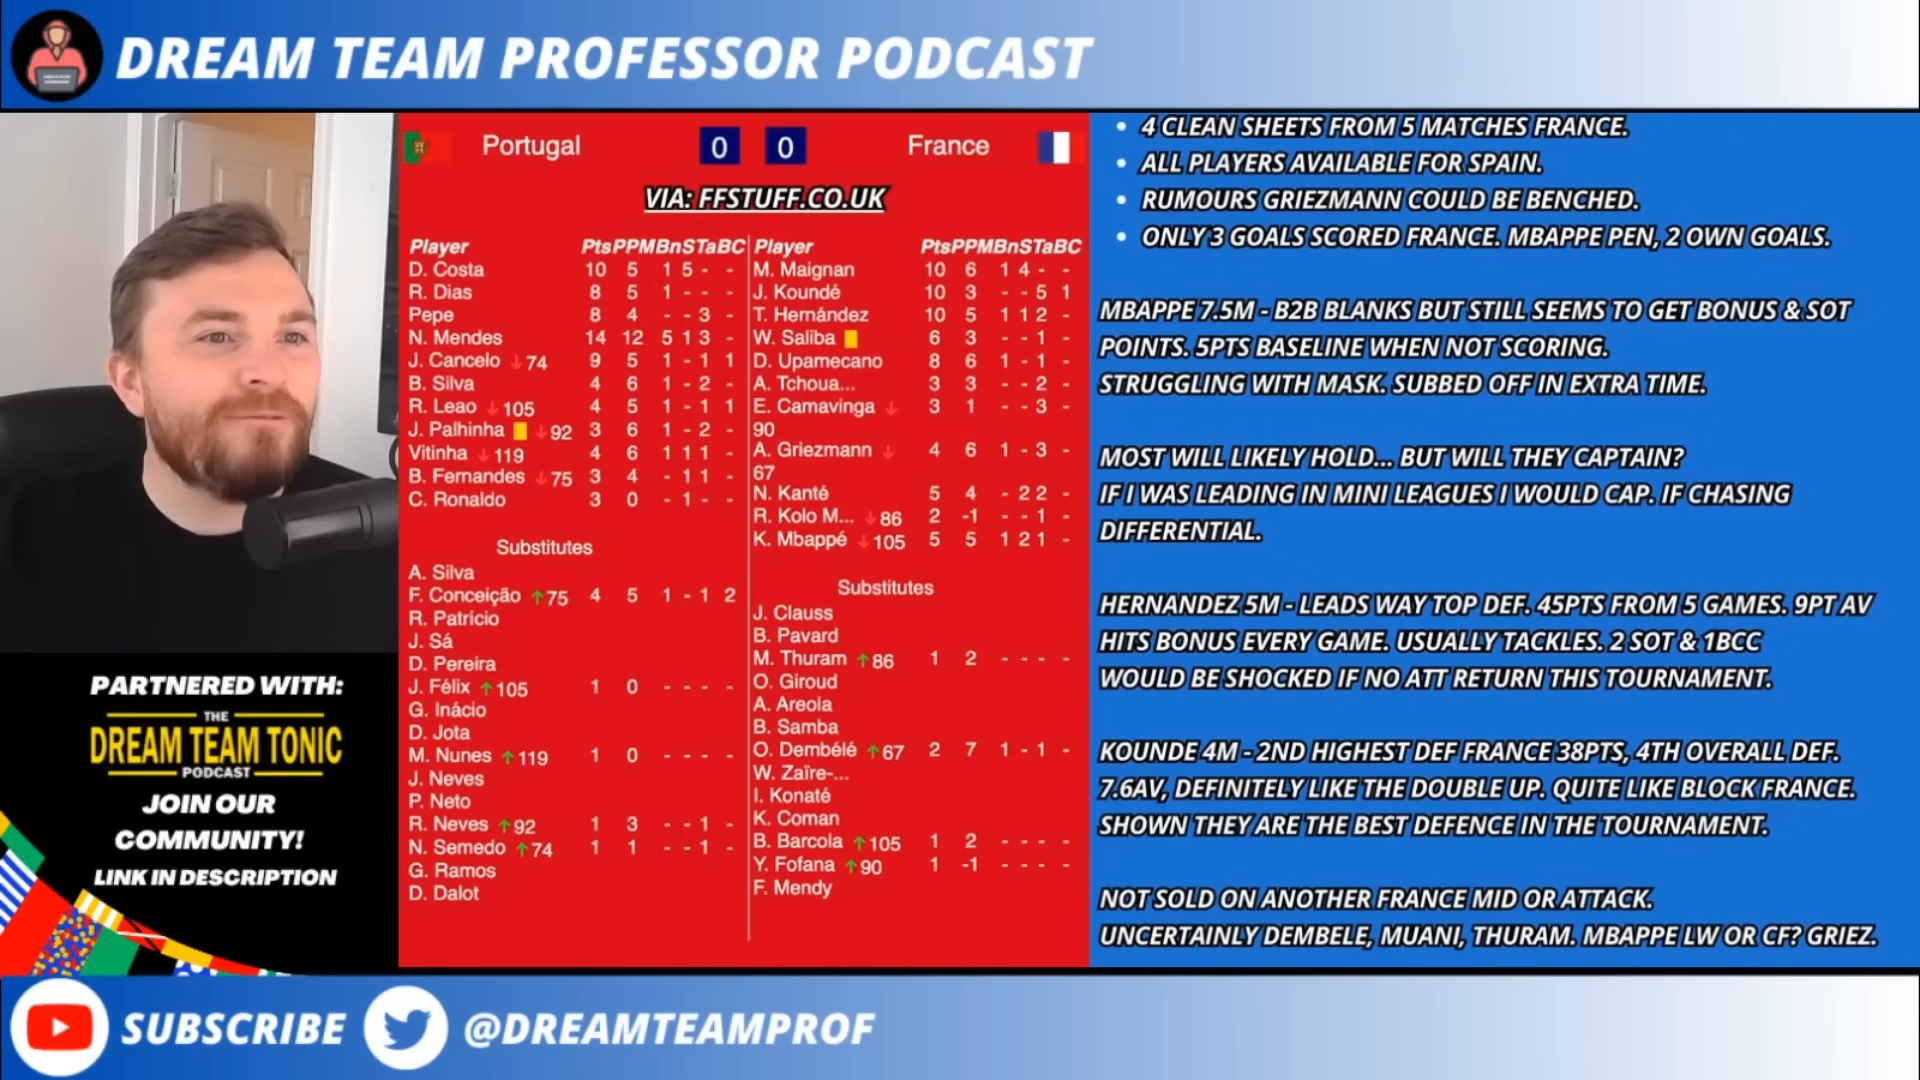 DREAM TEAM PROFESSOR PODCAST
Portugal 0 0 France
VIA: FFSTUFF.CO.UK
Player Pts PPM Bn S Ta BC
D. Costa 10 5 1 5 - -
R. Dias 8 5 1 - - -
Pepe 8 4 - - 3 -
N. Mendes 14 12 5 1 3 -
J. Cancelo ↓74 9 5 1 - 1 1
B. Silva 4 6 1 - 2 -
R. Leao ↓105 4 5 1 - 1 1
J. Palhinha ↓92 3 6 1 - 2 -
Vitinha ↓119 4 6 1 1 1 -
B. Fernandes ↓75 3 4 - 1 1 -
C. Ronaldo 3 0 - 1 - -
Substitutes
A. Silva
F. Conceição ↑75 4 5 1 - 1 2
R. Patrício
J. Sá
D. Pereira
J. Félix ↑105 1 0 - - - -
G. Inácio
D. Jota
M. Nunes ↑119 1 0 - - - -
J. Neves
P. Neto
R. Neves ↑92 1 3 - - 1 -
N. Semedo ↑74 1 1 - - 1 -
G. Ramos
D. Dalot
Player Pts PPM Bn S Ta BC
M. Maignan 10 6 1 4 - -
J. Koundé 10 3 - - 5 1
T. Hernández 10 5 1 1 2 -
W. Saliba 6 3 - - 1 -
D. Upamecano 8 6 1 - 1 -
A. Tchoua... 3 3 - - 2 -
E. Camavinga ↓ 3 1 - - 3 -
90
A. Griezmann ↓ 4 6 1 - 3 -
67
N. Kanté 5 4 - 2 2 -
R. Kolo M... ↓86 2 -1 - - 1 -
K. Mbappé ↓105 5 5 1 2 1 -
Substitutes
J. Clauss
B. Pavard
M. Thuram ↑86 1 2 - - - -
O. Giroud
A. Areola
B. Samba
O. Dembélé ↑67 2 7 1 - 1 -
W. Zaïre-...
I. Konaté
K. Coman
B. Barcola ↑105 1 2 - - - -
Y. Fofana ↑90 1 -1 - - - -
F. Mendy
• 4 CLEAN SHEETS FROM 5 MATCHES FRANCE.
• ALL PLAYERS AVAILABLE FOR SPAIN.
• RUMOURS GRIEZMANN COULD BE BENCHED.
• ONLY 3 GOALS SCORED FRANCE. MBAPPE PEN, 2 OWN GOALS.
MBAPPE 7.5M - B2B BLANKS BUT STILL SEEMS TO GET BONUS & SOT
POINTS. 5PTS BASELINE WHEN NOT SCORING.
STRUGGLING WITH MASK. SUBBED OFF IN EXTRA TIME.
MOST WILL LIKELY HOLD... BUT WILL THEY CAPTAIN?
IF I WAS LEADING IN MINI LEAGUES I WOULD CAP. IF CHASING
DIFFERENTIAL.
HERNANDEZ 5M - LEADS WAY TOP DEF. 45PTS FROM 5 GAMES. 9PT AV
HITS BONUS EVERY GAME. USUALLY TACKLES. 2 SOT & 1BCC
WOULD BE SHOCKED IF NO ATT RETURN THIS TOURNAMENT.
KOUNDE 4M - 2ND HIGHEST DEF FRANCE 38PTS, 4TH OVERALL DEF.
7.6AV, DEFINITELY LIKE THE DOUBLE UP. QUITE LIKE BLOCK FRANCE.
SHOWN THEY ARE THE BEST DEFENCE IN THE TOURNAMENT.
NOT SOLD ON ANOTHER FRANCE MID OR ATTACK.
UNCERTAINLY DEMBELE, MUANI, THURAM. MBAPPE LW OR CF? GRIEZ.
PARTNERED WITH:
THE
DREAM TEAM TONIC
PODCAST
JOIN OUR
COMMUNITY!
LINK IN DESCRIPTION
SUBSCRIBE
@DREAMTEAMPROF